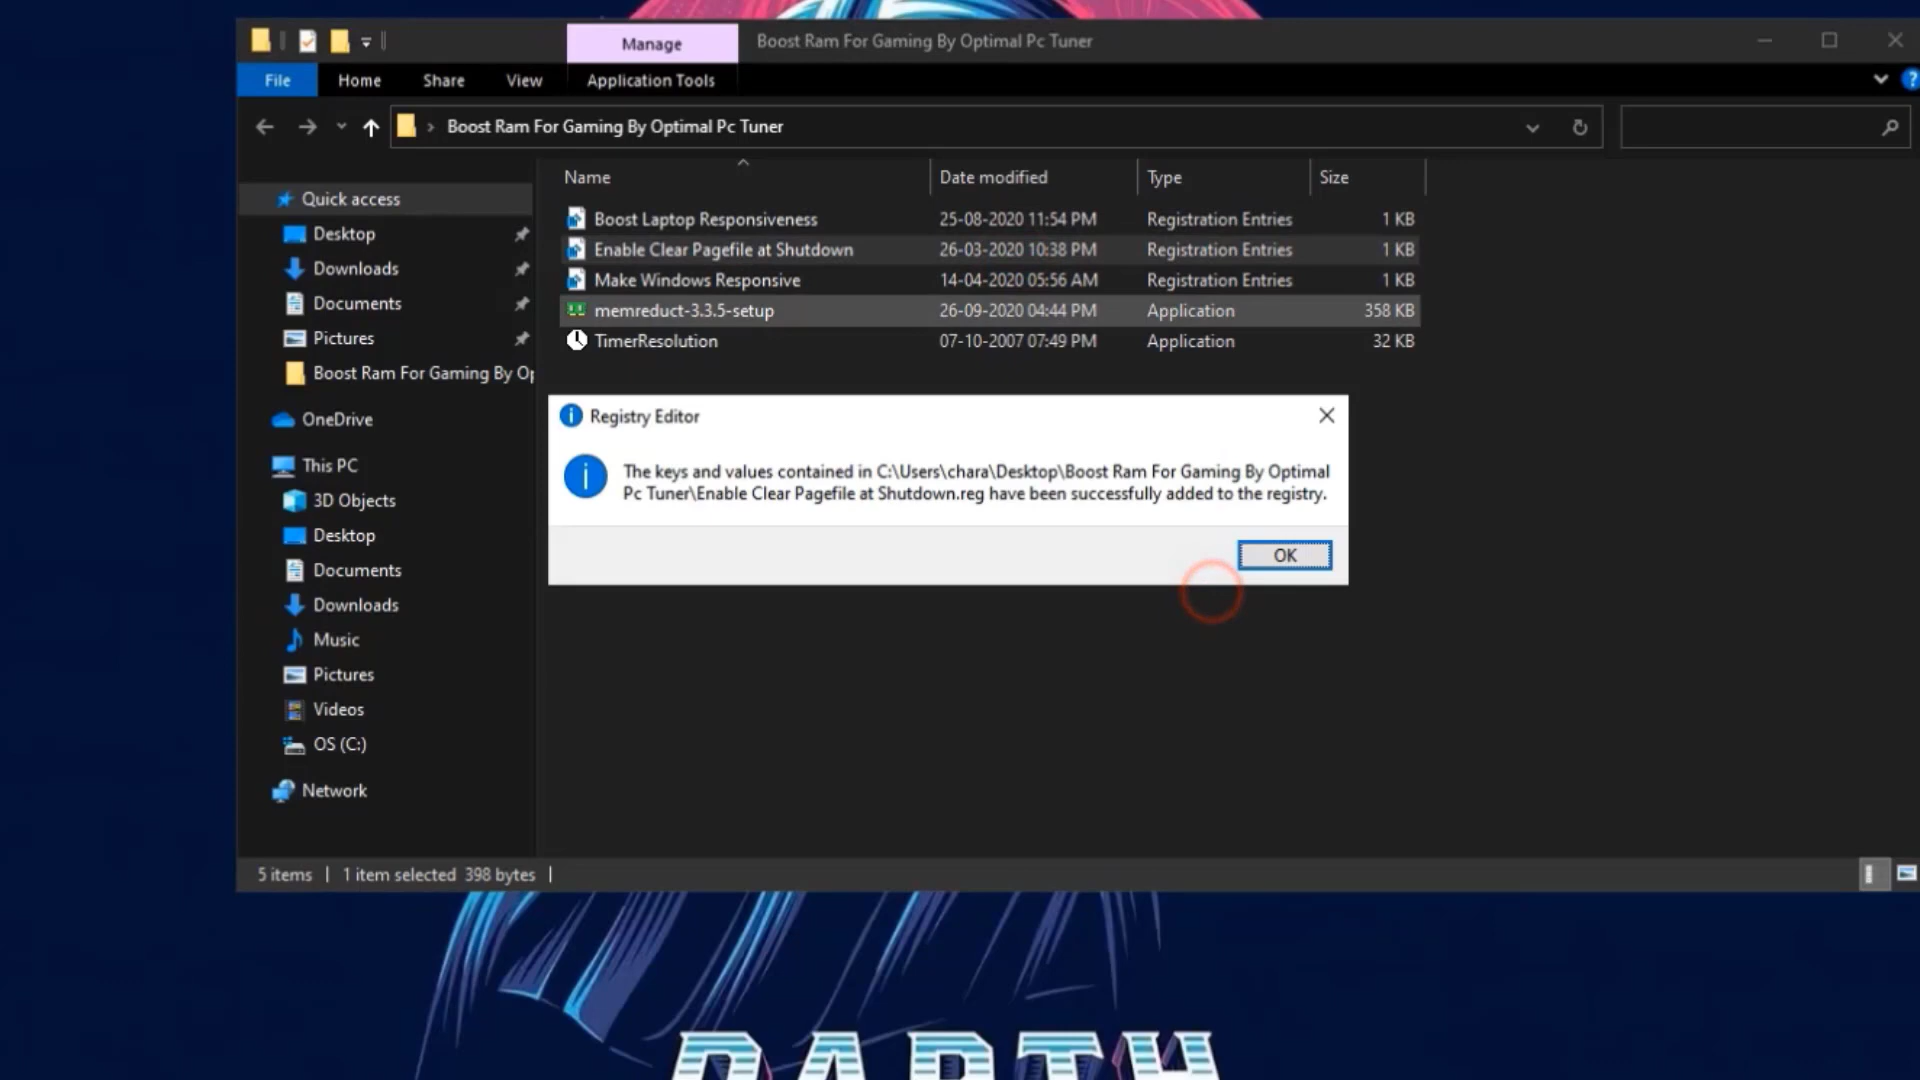 Manage
Boost Ram For Gaming By Optimal Pc Tuner
File
Home
Share
View
Application Tools
?
Boost Ram For Gaming By Optimal Pc Tuner
Name
Date modified
Type
Size
Quick access
Desktop
Downloads
Documents
Pictures
Boost Ram For Gaming By Op
OneDrive
This PC
3D Objects
Desktop
Documents
Downloads
Music
Pictures
Videos
OS (C:)
Network
Boost Laptop Responsiveness 25-08-2020 11:54 PM Registration Entries 1 KB
Enable Clear Pagefile at Shutdown 26-03-2020 10:38 PM Registration Entries 1 KB
Make Windows Responsive 14-04-2020 05:56 AM Registration Entries 1 KB
memreduct-3.3.5-setup 26-09-2020 04:44 PM Application 358 KB
TimerResolution 07-10-2007 07:49 PM Application 32 KB
Registry Editor
The keys and values contained in C:\Users\chara\Desktop\Boost Ram For Gaming By Optimal
Pc Tuner\Enable Clear Pagefile at Shutdown.reg have been successfully added to the registry.
OK
5 items 1 item selected 398 bytes
DARTH